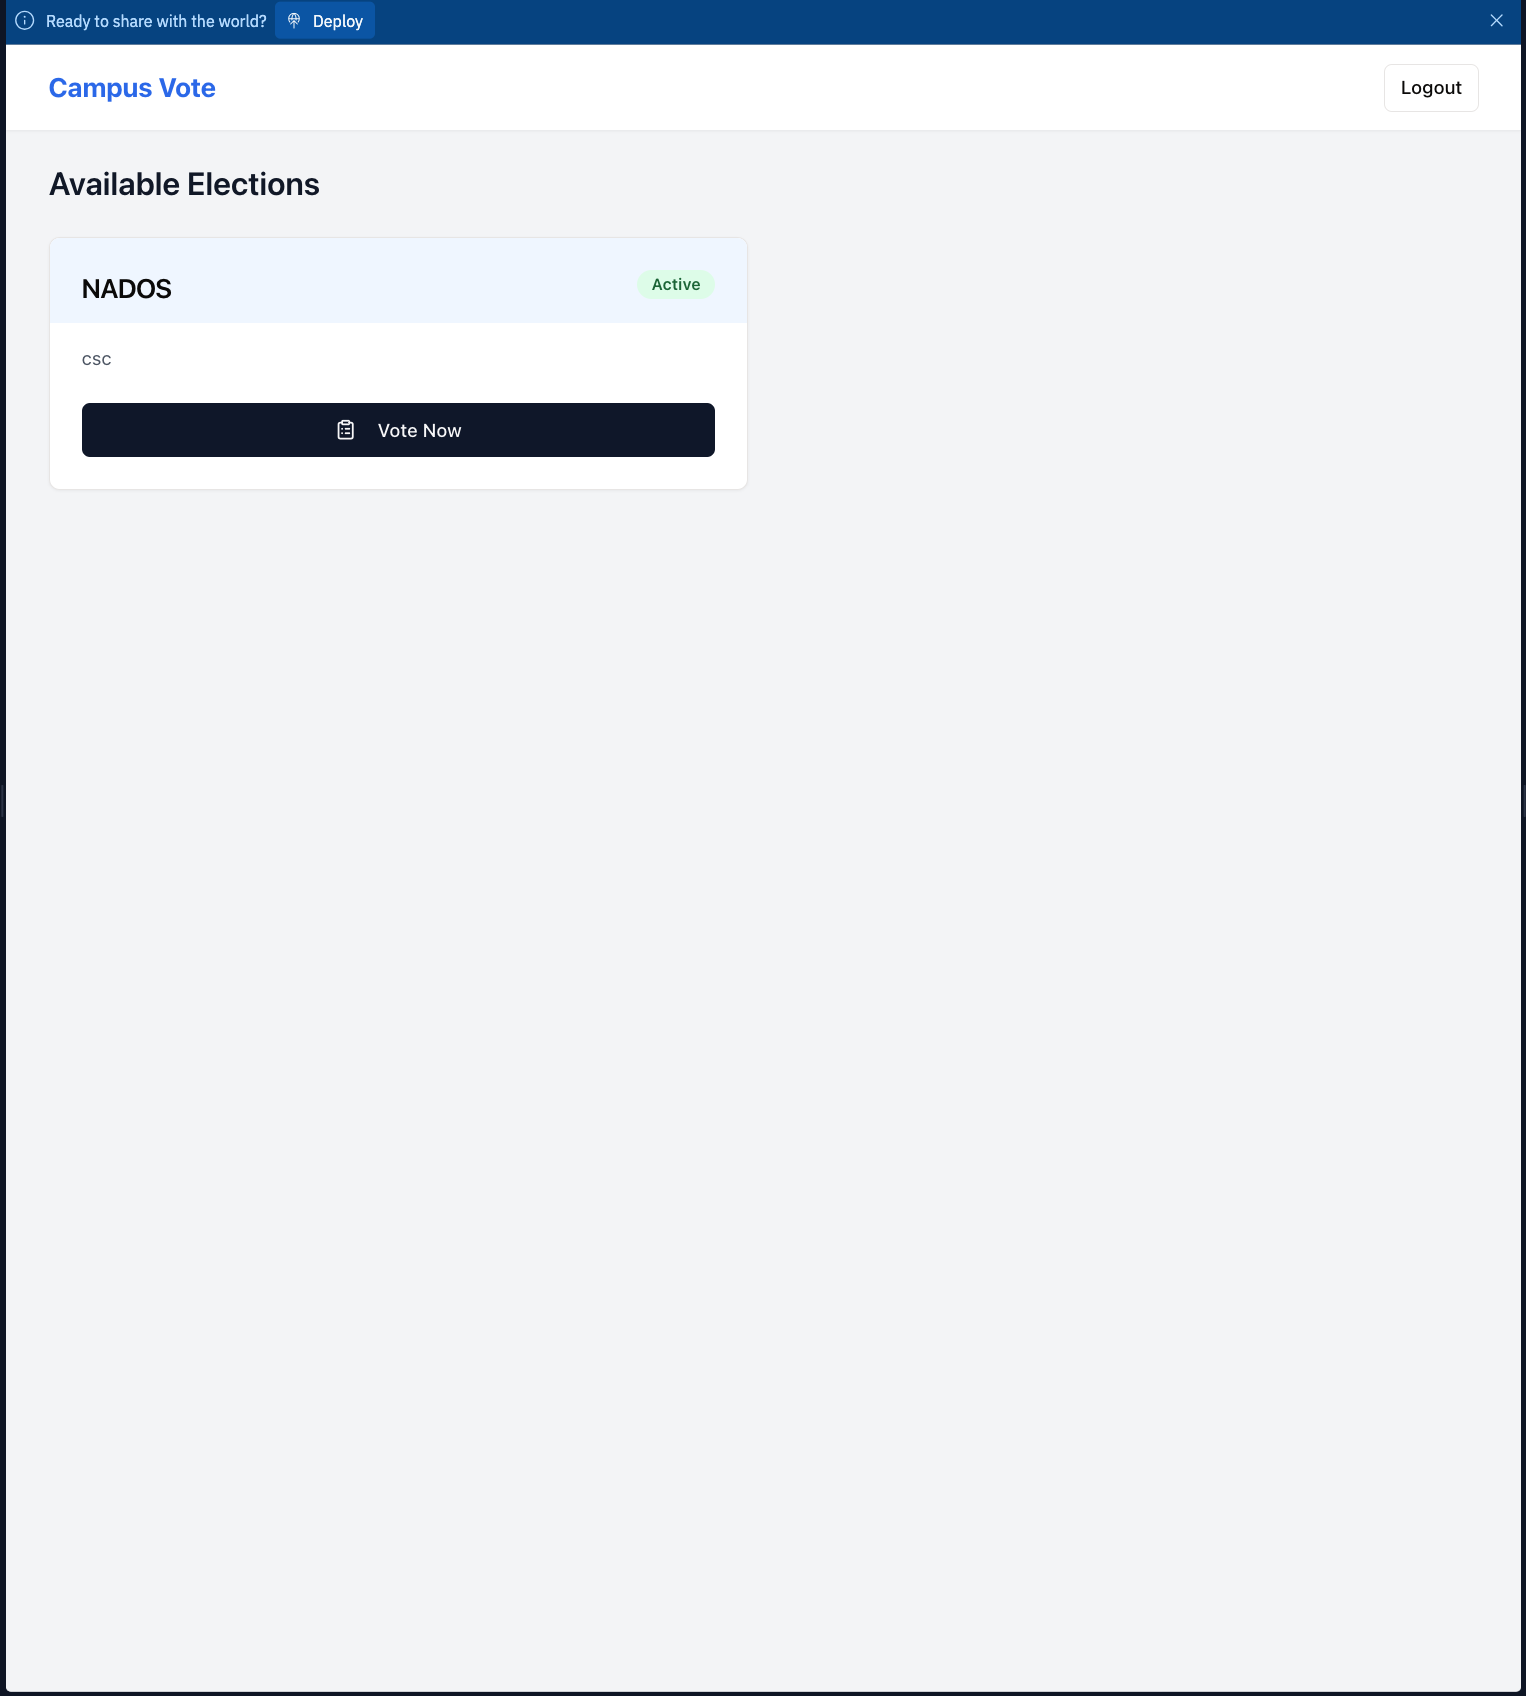 Ready to share with the world? Deploy
Campus Vote
Logout
Available Elections
NADOS
Active
csc
Vote Now